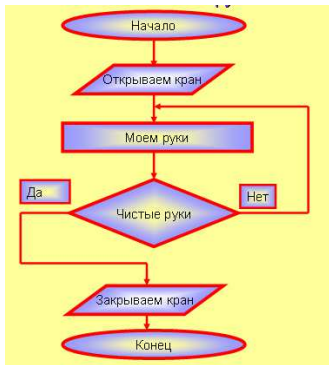 Начало
Открываем кран
Моем руки
Да
Нет
Чистые руки
Закрываем кран
Конец